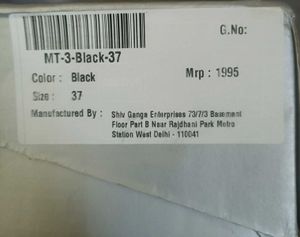 G.No:
MT-3-Black-37
Color : Black
Mrp : 1995
Size : 37
Manufactured By : Shiv Ganga Enterprises 73/7/3 Basement
Floor Part B Near Rajdhani Park Metro
Station West Delhi - 110041